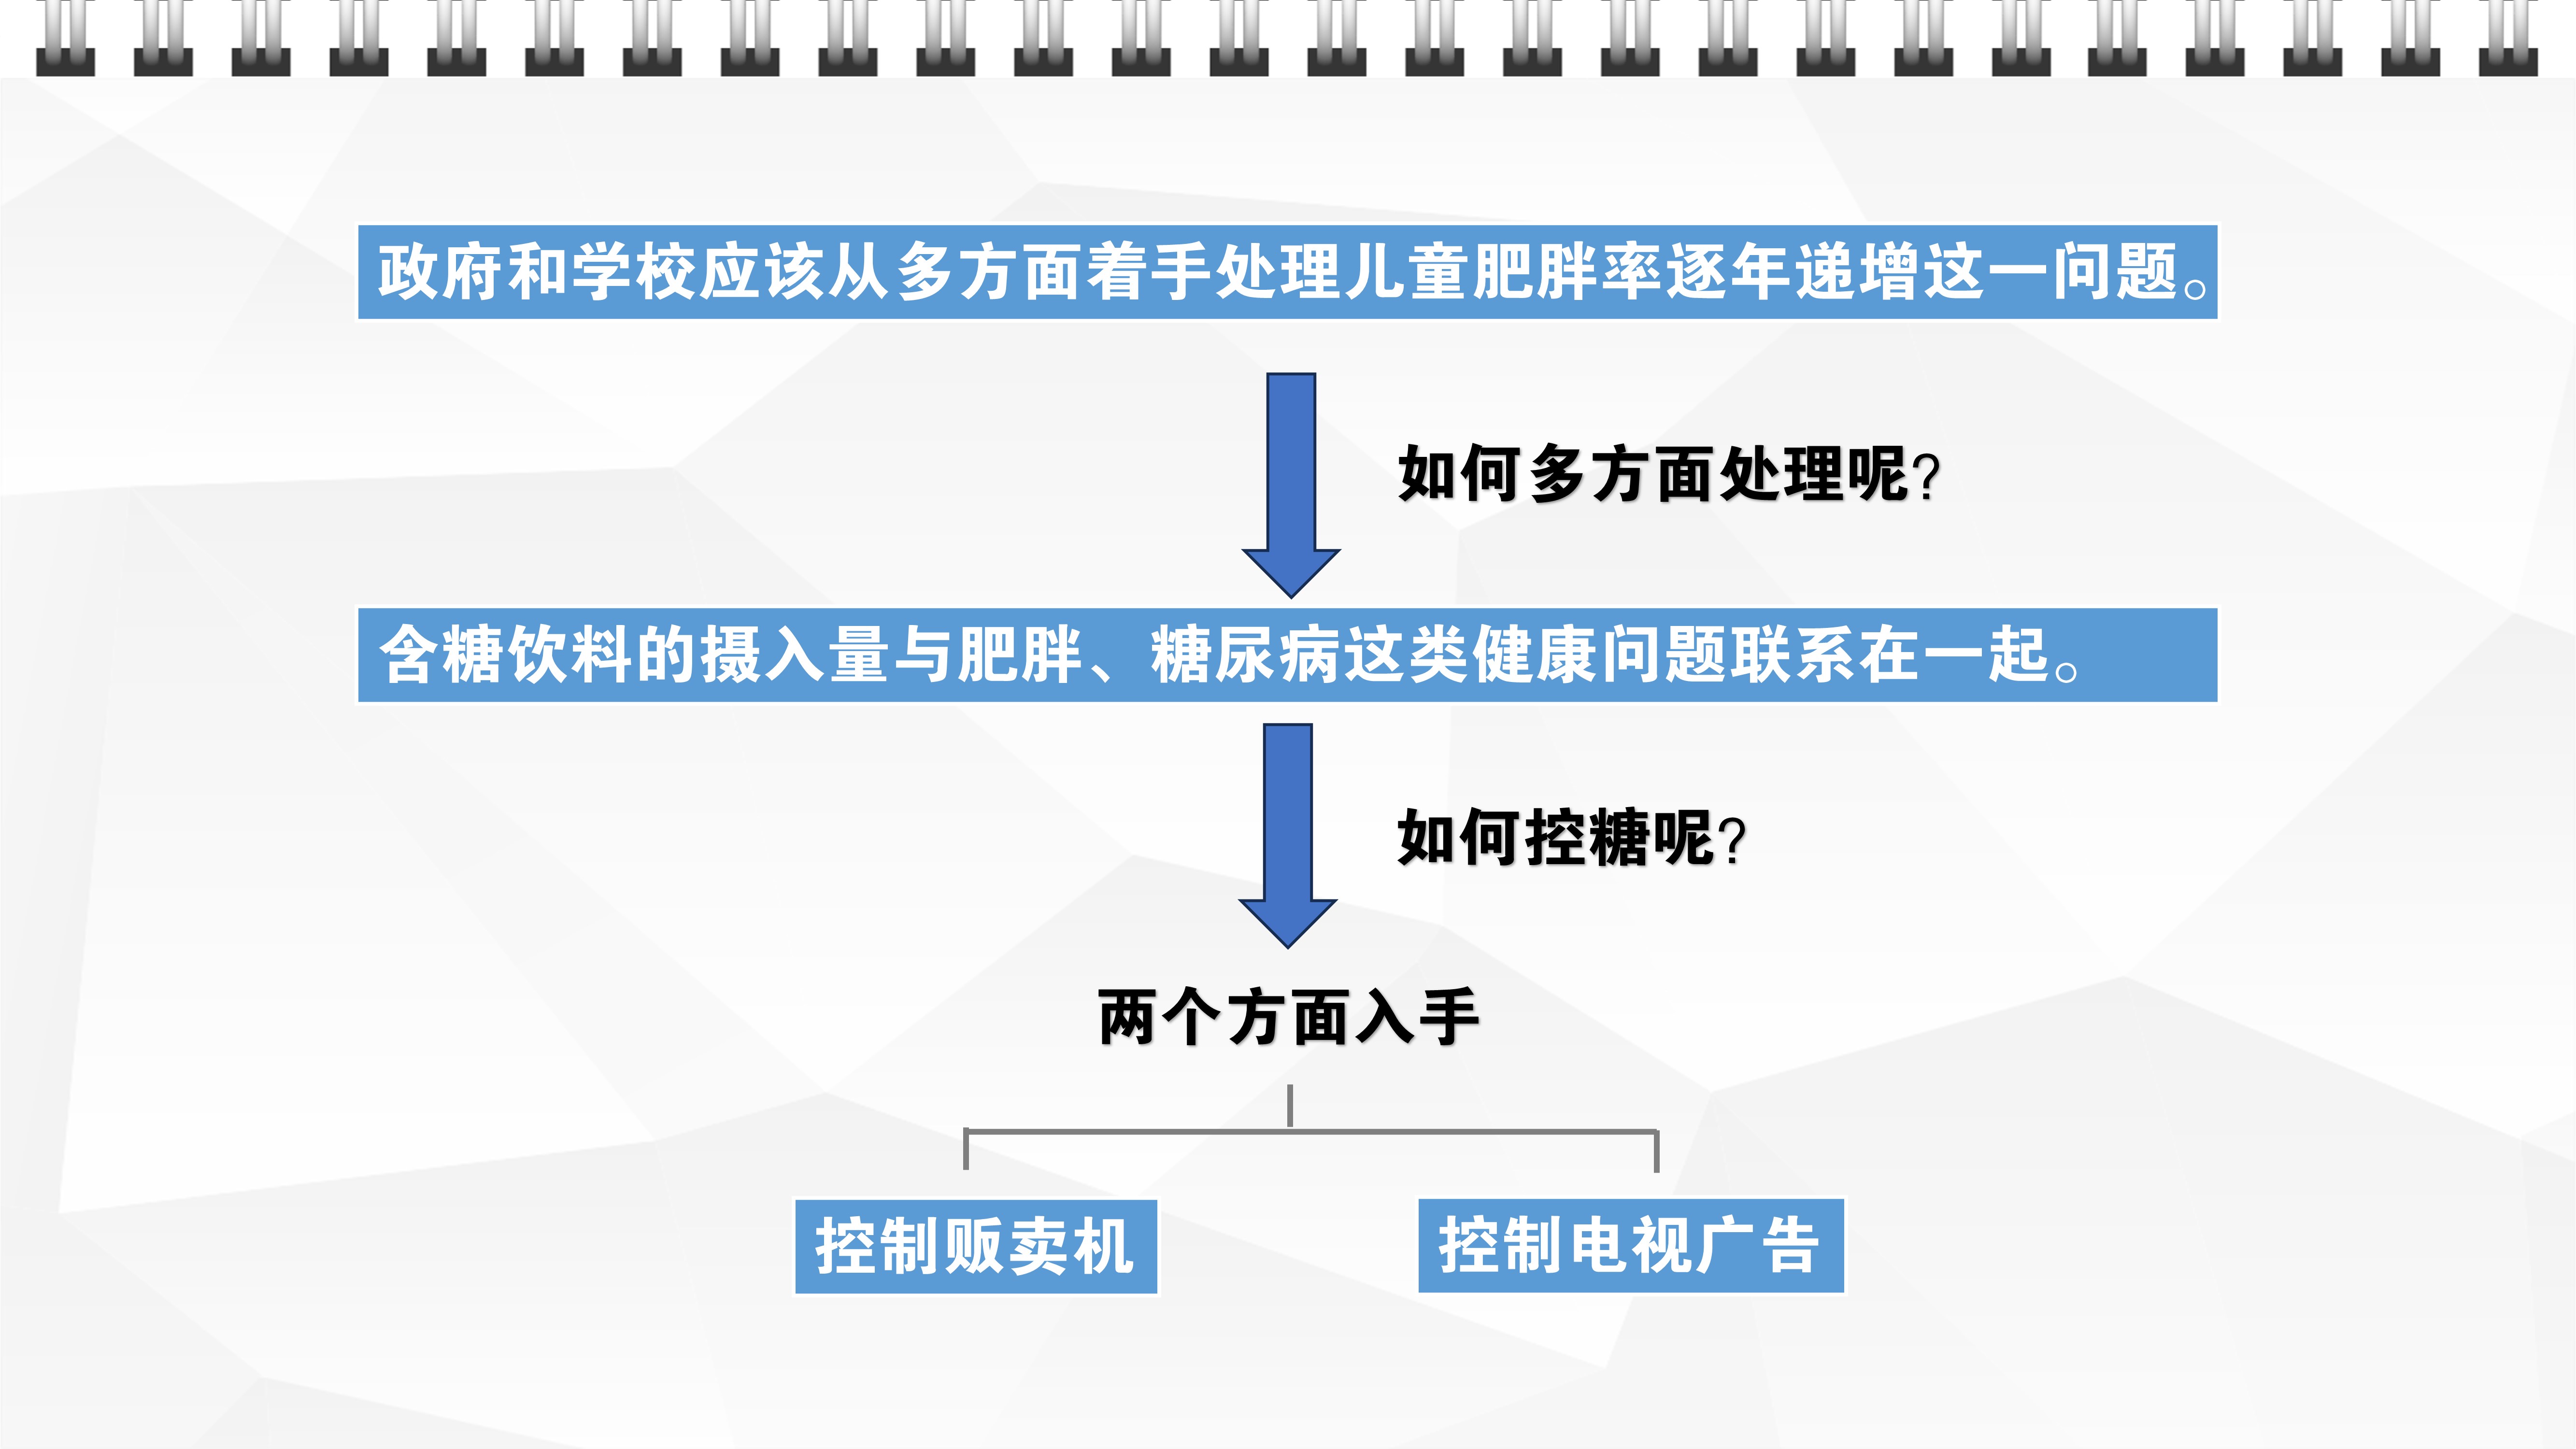 政府和学校应该从多方面着手处理儿童肥胖率逐年递增这一问题。
如何多方面处理呢?
含糖饮料的摄入量与肥胖、糖尿病这类健康问题联系在一起。
如何控糖呢?
两个方面入手
控制贩卖机
控制电视广告